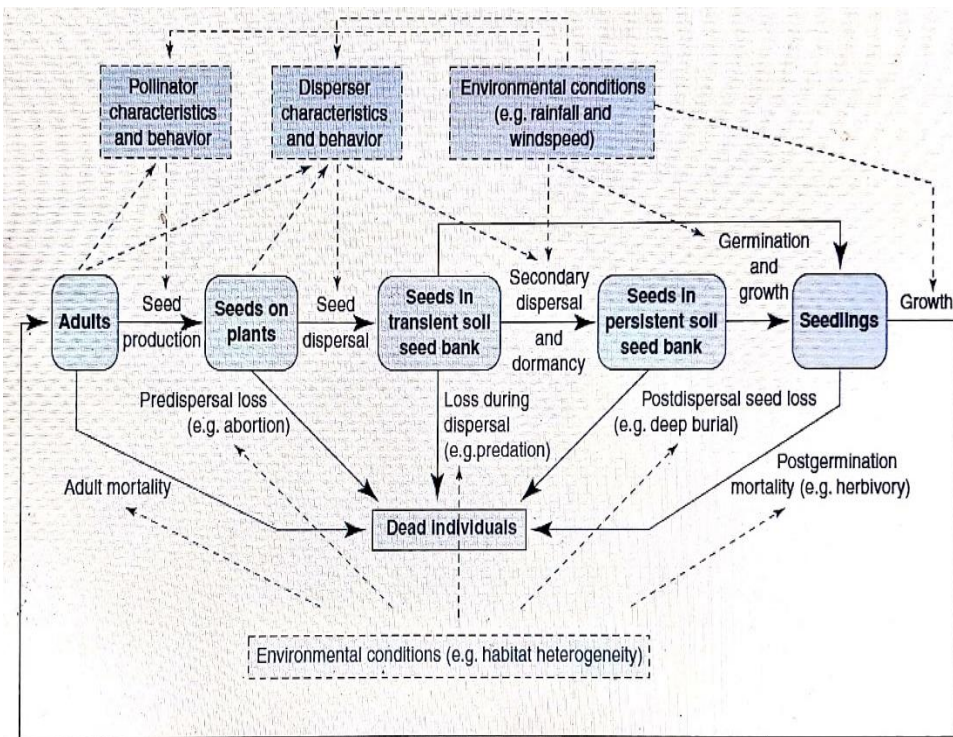 Pollinator
characteristics
and behavior
Disperser
characteristics
and behavior
Environmental conditions
(e.g. rainfall and
windspeed)
Adults
Seed
production
Seeds on
plants
Seed
dispersal
Seeds in
transient soil
seed bank
Secondary
dispersal
and
dormancy
Seeds in
persistent soil
seed bank
Germination
and
growth
Seedlings
Growth
Predispersal loss
(e.g. abortion)
Loss during
dispersal
(e.g.predation)
Postdispersal seed loss
(e.g. deep burial)
Adult mortality
Postgermination
mortality (e.g. herbivory)
Dead individuals
Environmental conditions (e.g. habitat heterogeneity)